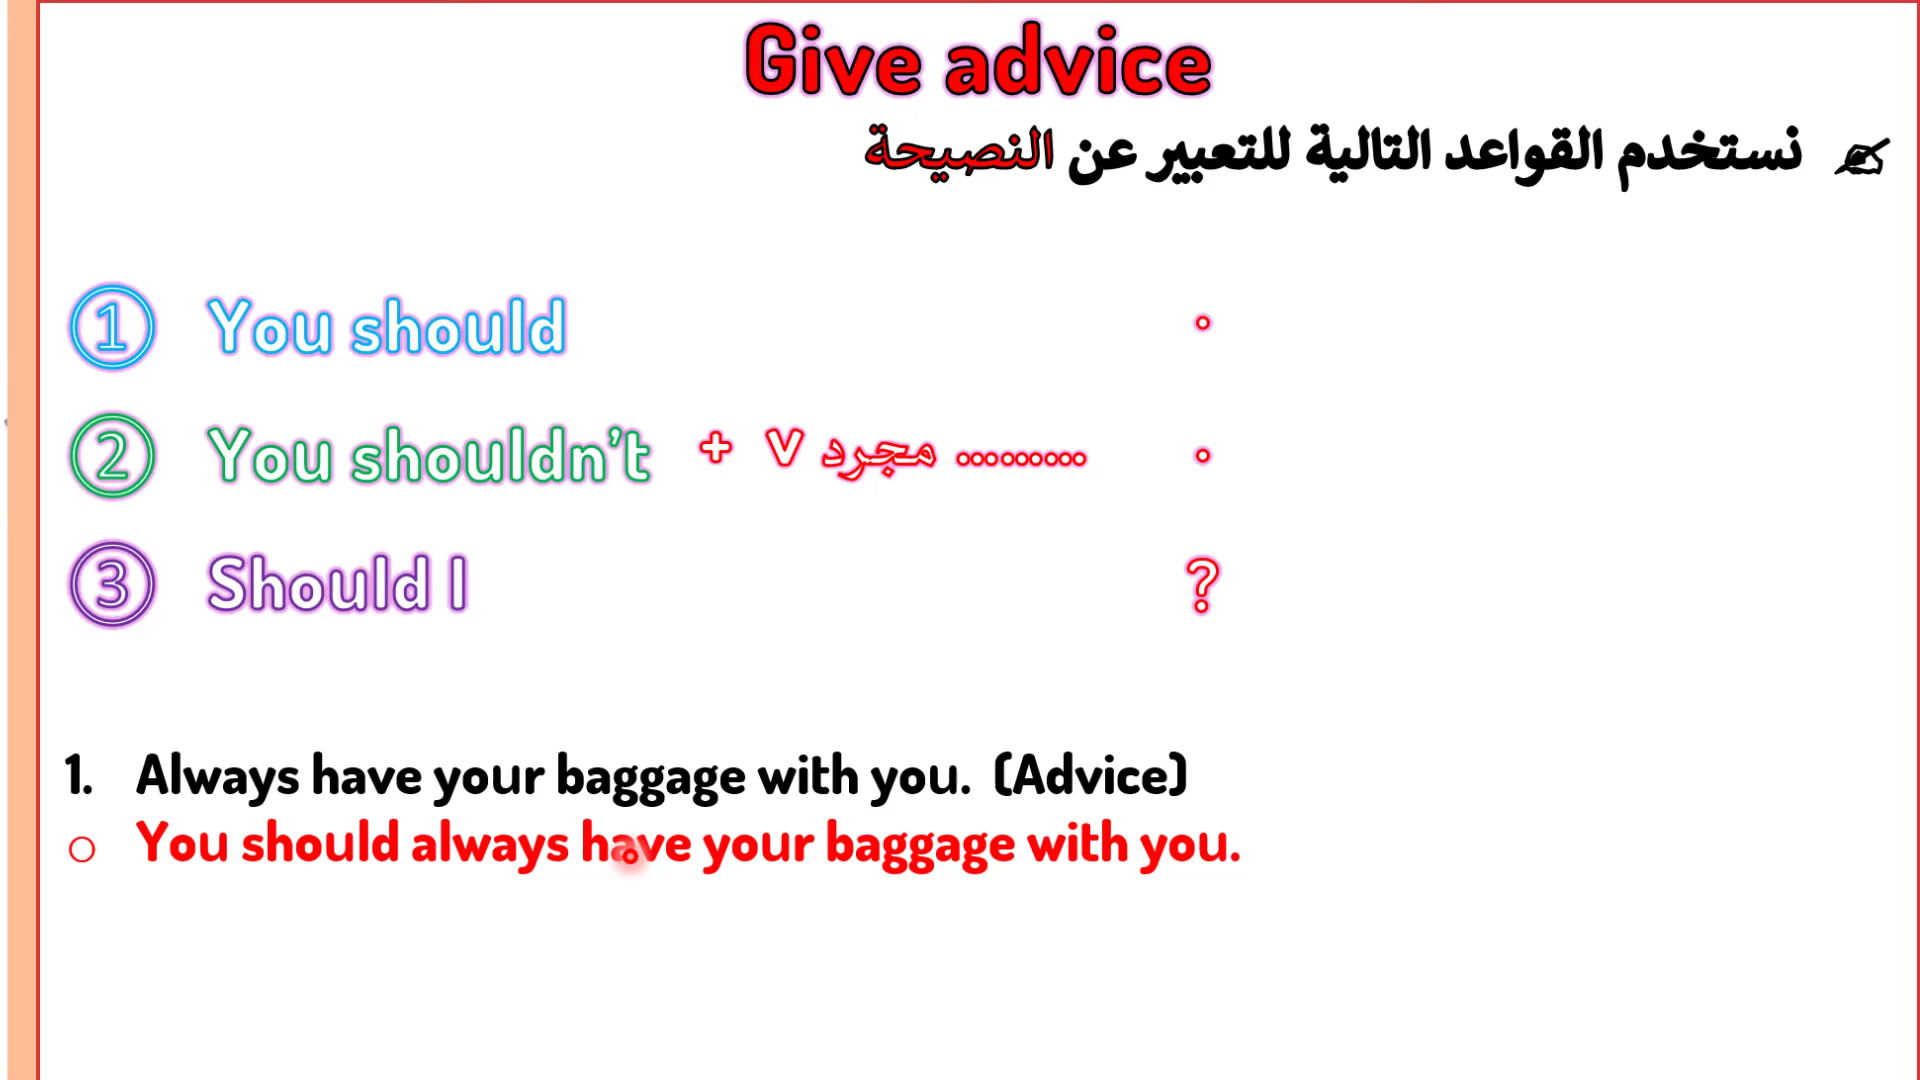 Give advice
✍ نستخدم القواعد التالية للتعبير عن النصيحة
① You should .
② You shouldn’t + v مجرد .......... .
③ Should I ?
1. Always have your baggage with you. (Advice)
o You should always have your baggage with you.